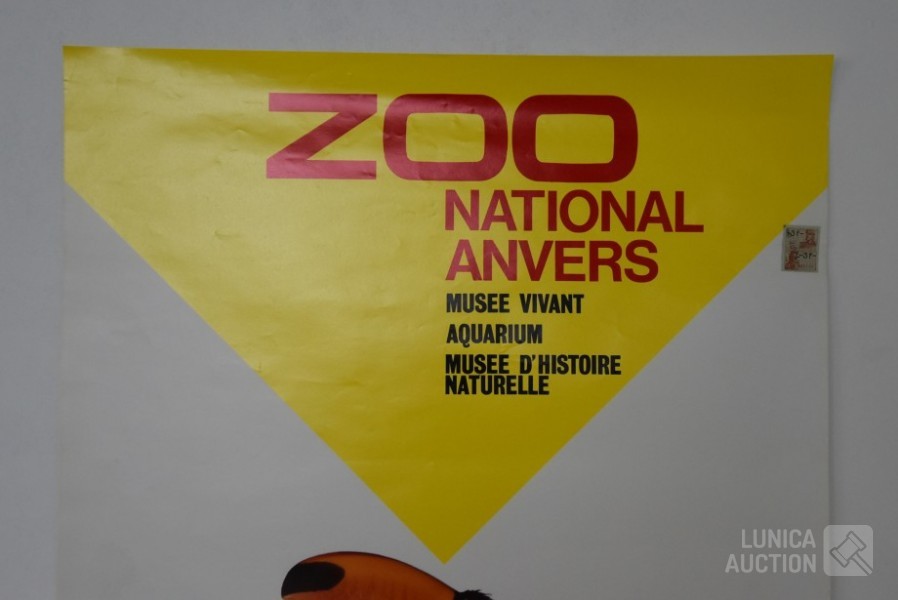 ZOO
NATIONAL
ANVERS
MUSEE VIVANT
AQUARIUM
MUSEE D'HISTOIRE
NATURELLE
LUNICA
AUCTION